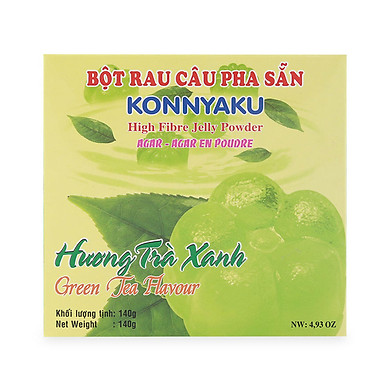 BỘT RAU CÂU PHA SẴN
KONNYAKU
High Fibre Jelly Powder
AGAR - AGAR EN POUDRE
Hương Trà Xanh
Green Tea Flavour
Khối lượng tịnh: 140g
Net Weight : 140g
NW: 4,93 OZ